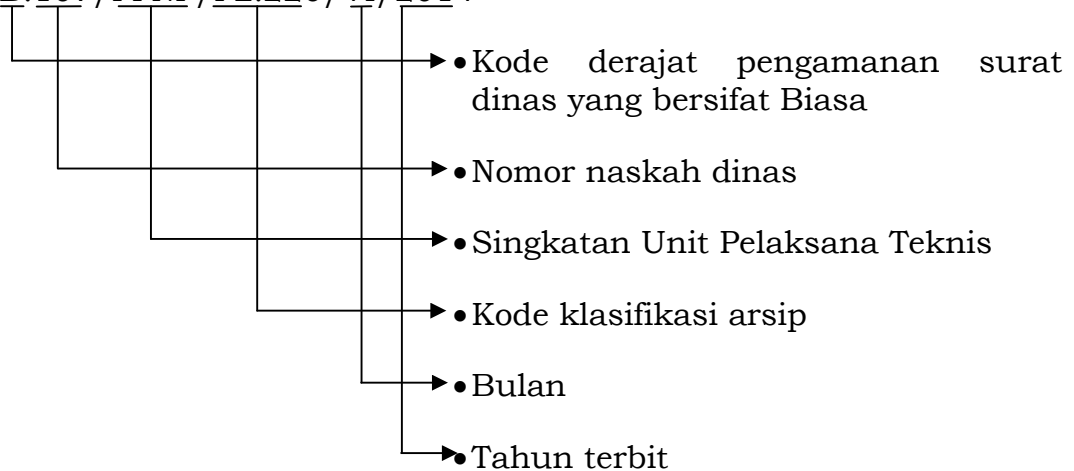 • Kode derajat pengamanan surat
dinas yang bersifat Biasa
• Nomor naskah dinas
• Singkatan Unit Pelaksana Teknis
• Kode klasifikasi arsip
• Bulan
• Tahun terbit